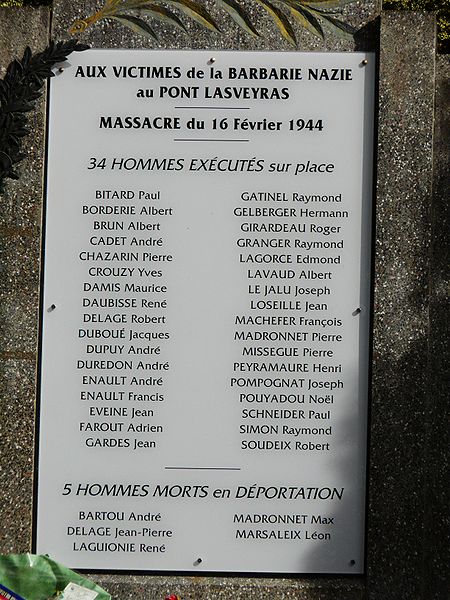 AUX VICTIMES de la BARBARIE NAZIE
au PONT LASVEYRAS
MASSACRE du 16 Février 1944
34 HOMMES EXÉCUTÉS sur place
BITARD Paul
BORDERIE Albert
BRUN Albert
CADET André
CHAZARIN Pierre
CROUZY Yves
DAMIS Maurice
DAUBISSE René
DELAGE Robert
DUBOUÉ Jacques
DUPUY André
DUREDON André
ENAULT André
ENAULT Francis
EVEINE Jean
FAROUT Adrien
GARDES Jean
GATINEL Raymond
GELBERGER Hermann
GIRARDEAU Roger
GRANGER Raymond
LAGORCE Edmond
LAVAUD Albert
LE JALU Joseph
LOSEILLE Jean
MACHEFER François
MADRONNET Pierre
MISSEGUE Pierre
PEYRAMAURE Henri
POMPOGNAT Joseph
POUYADOU Noël
SCHNEIDER Paul
SIMON Raymond
SOUDEIX Robert
5 HOMMES MORTS en DÉPORTATION
BARTOU André
DELAGE Jean-Pierre
LAGUIONIE René
MADRONNET Max
MARSALEIX Léon